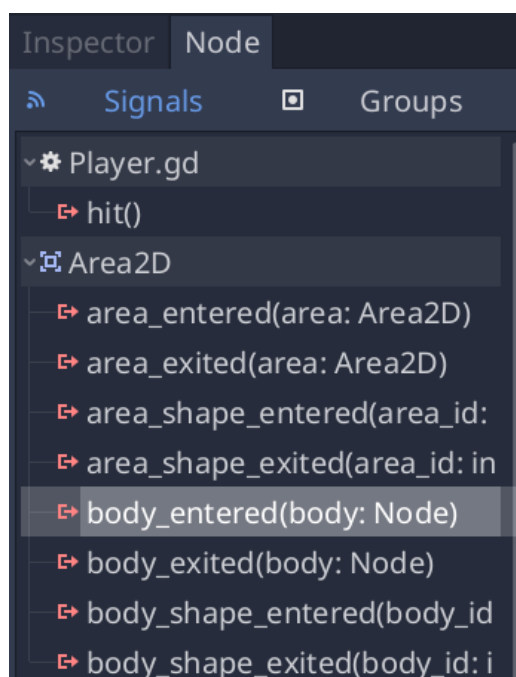 Inspector Node
Signals Groups
Player.gd
hit()
Area2D
area_entered(area: Area2D)
area_exited(area: Area2D)
area_shape_entered(area_id:
area_shape_exited(area_id: in
body_entered(body: Node)
body_exited(body: Node)
body_shape_entered(body_id
body_shape_exited(body_id: i